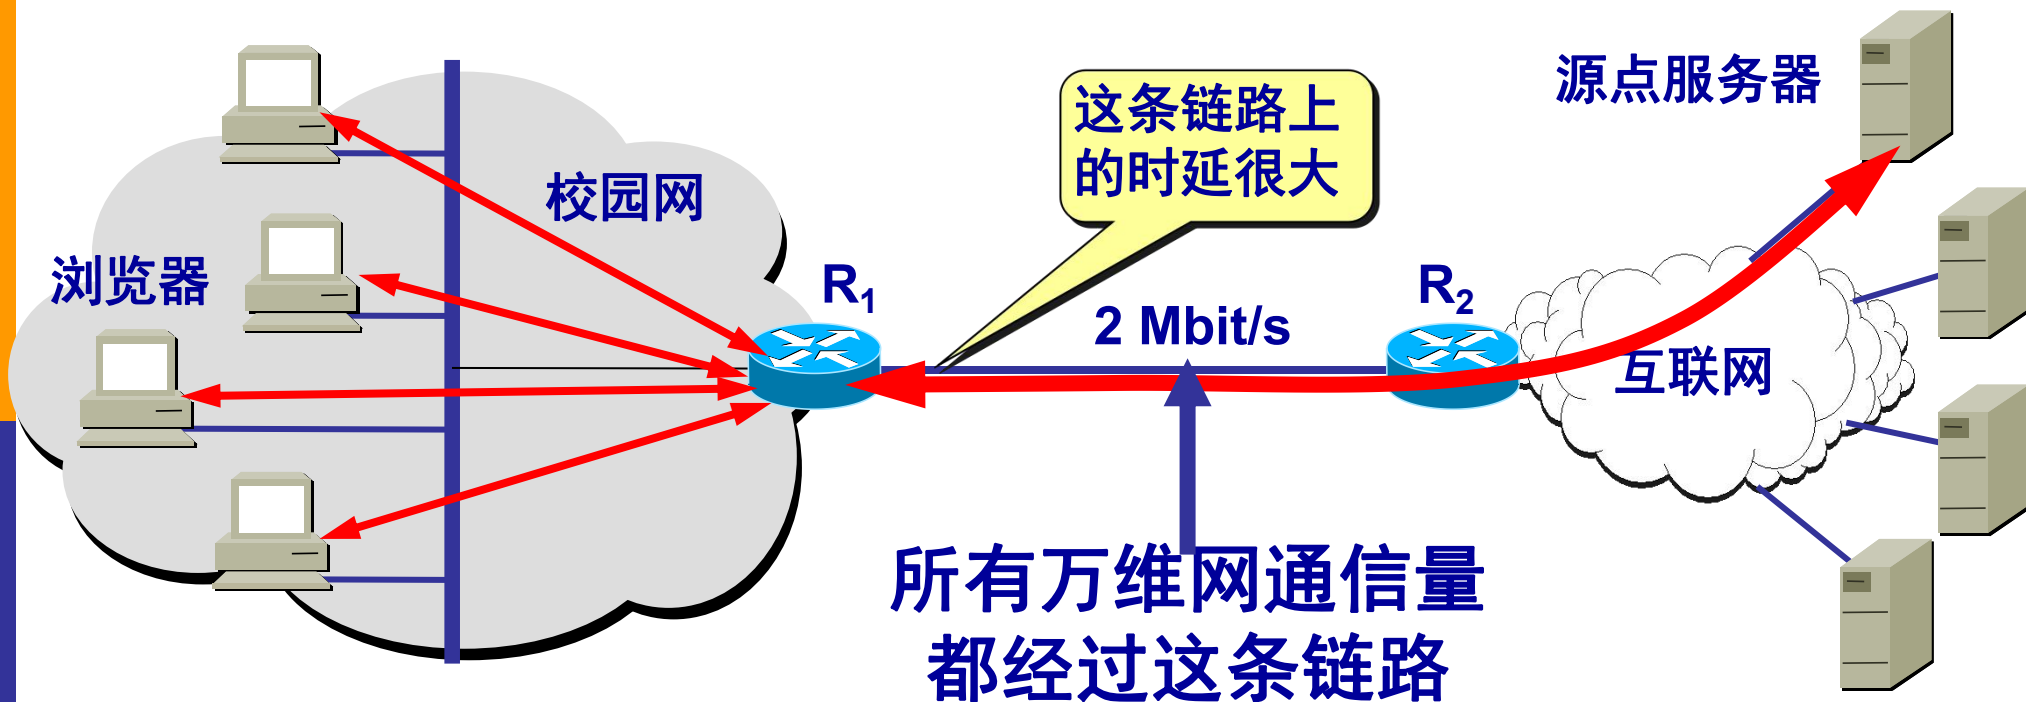 源点服务器
这条链路上
的时延很大
校园网
浏览器
R1
R2
2 Mbit/s
互联网
所有万维网通信量
都经过这条链路